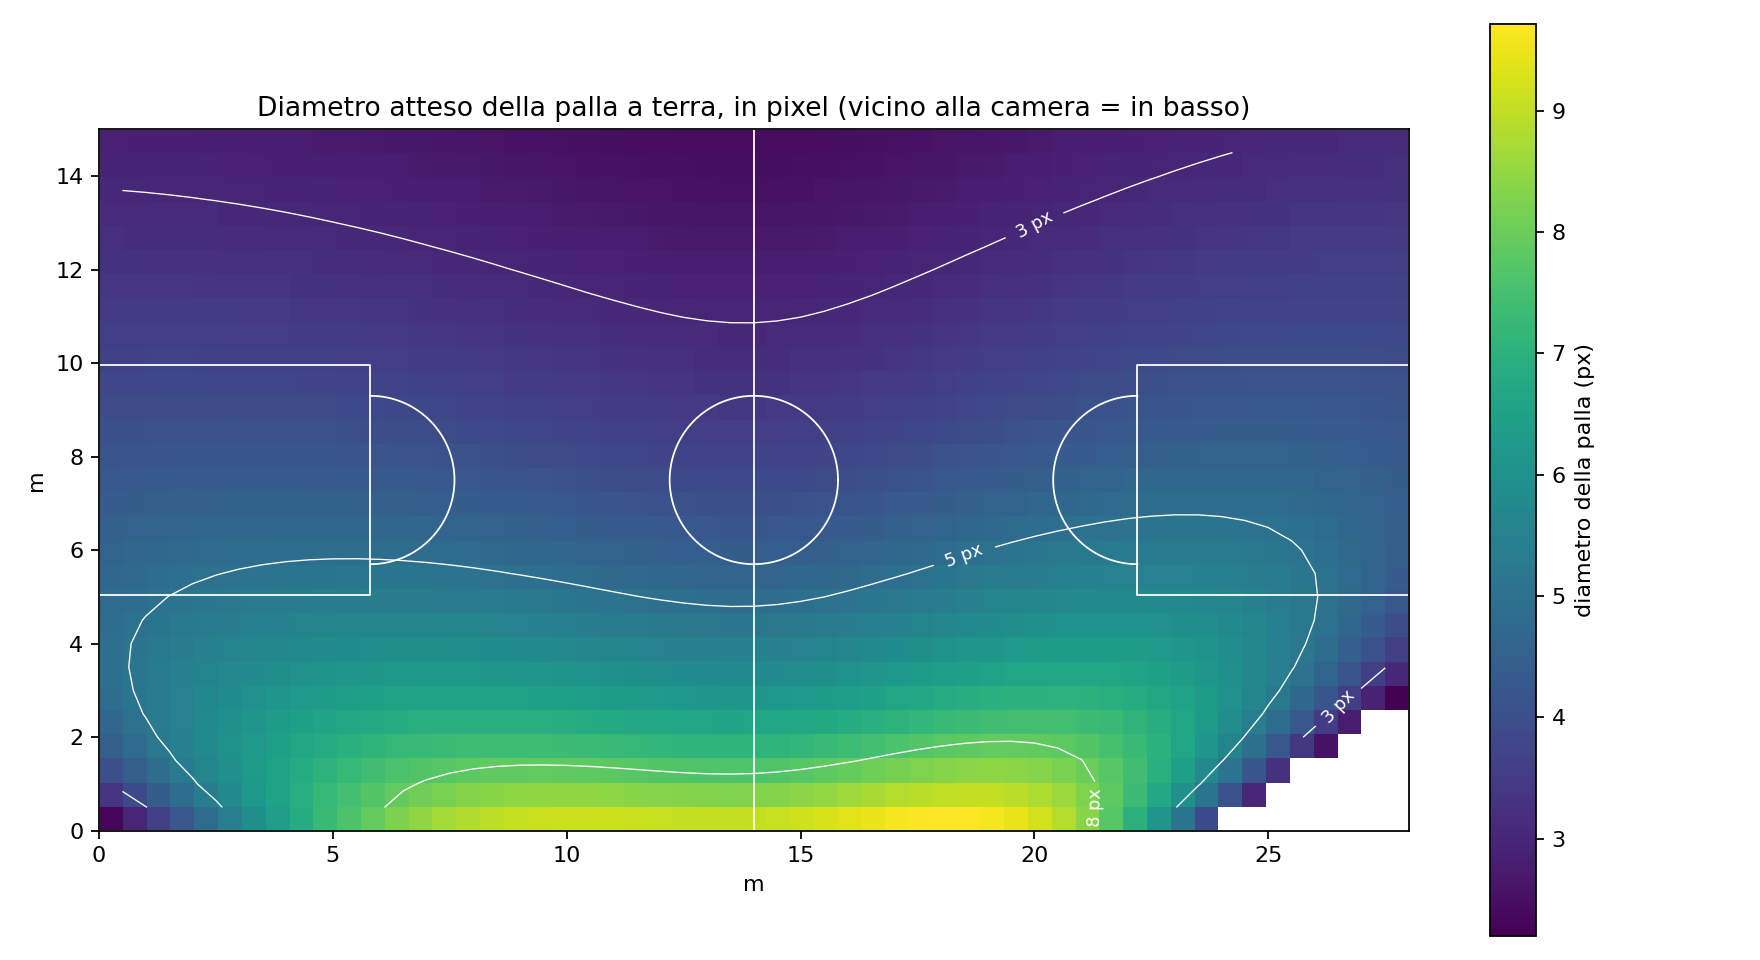 Diametro atteso della palla a terra, in pixel (vicino alla camera = in basso)
14
12
10
8
6
4
2
0
m
0
5
10
15
20
25
m
3 px
5 px
3 px
8 px
9
8
7
6
5
4
3
diametro della palla (px)